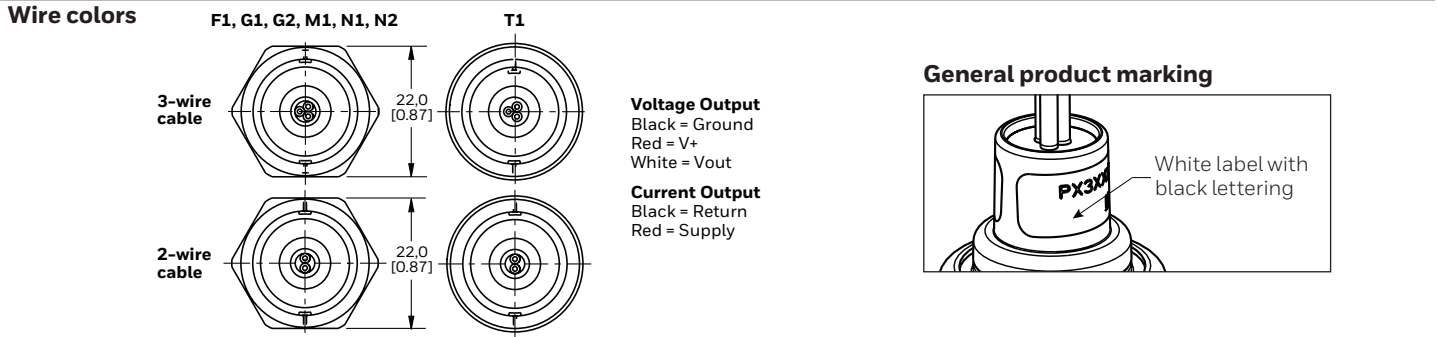 Wire colors
F1, G1, G2, M1, N1, N2
T1
3-wire
cable
22,0
[0.87]
2-wire
cable
22,0
[0.87]
Voltage Output
Black = Ground
Red = V+
White = Vout
Current Output
Black = Return
Red = Supply
General product marking
PX3XX
White label with
black lettering